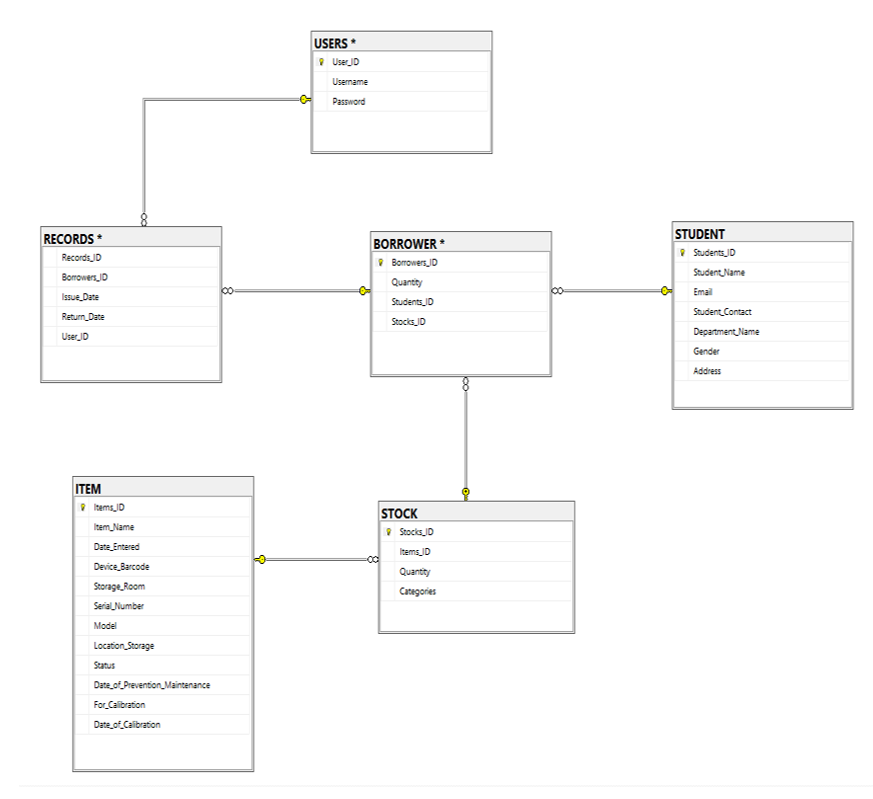 USERS *
User_ID
Username
Password
RECORDS *
Records_ID
Borrowers_ID
Issue_Date
Return_Date
User_ID
BORROWER *
Borrowers_ID
Quantity
Students_ID
Stocks_ID
STUDENT
Students_ID
Student_Name
Email
Student_Contact
Department_Name
Gender
Address
ITEM
Items_ID
Item_Name
Date_Entered
Device_Barcode
Storage_Room
Serial_Number
Model
Location_Storage
Status
Date_of_Prevention_Maintenance
For_Calibration
Date_of_Calibration
STOCK
Stocks_ID
Items_ID
Quantity
Categories